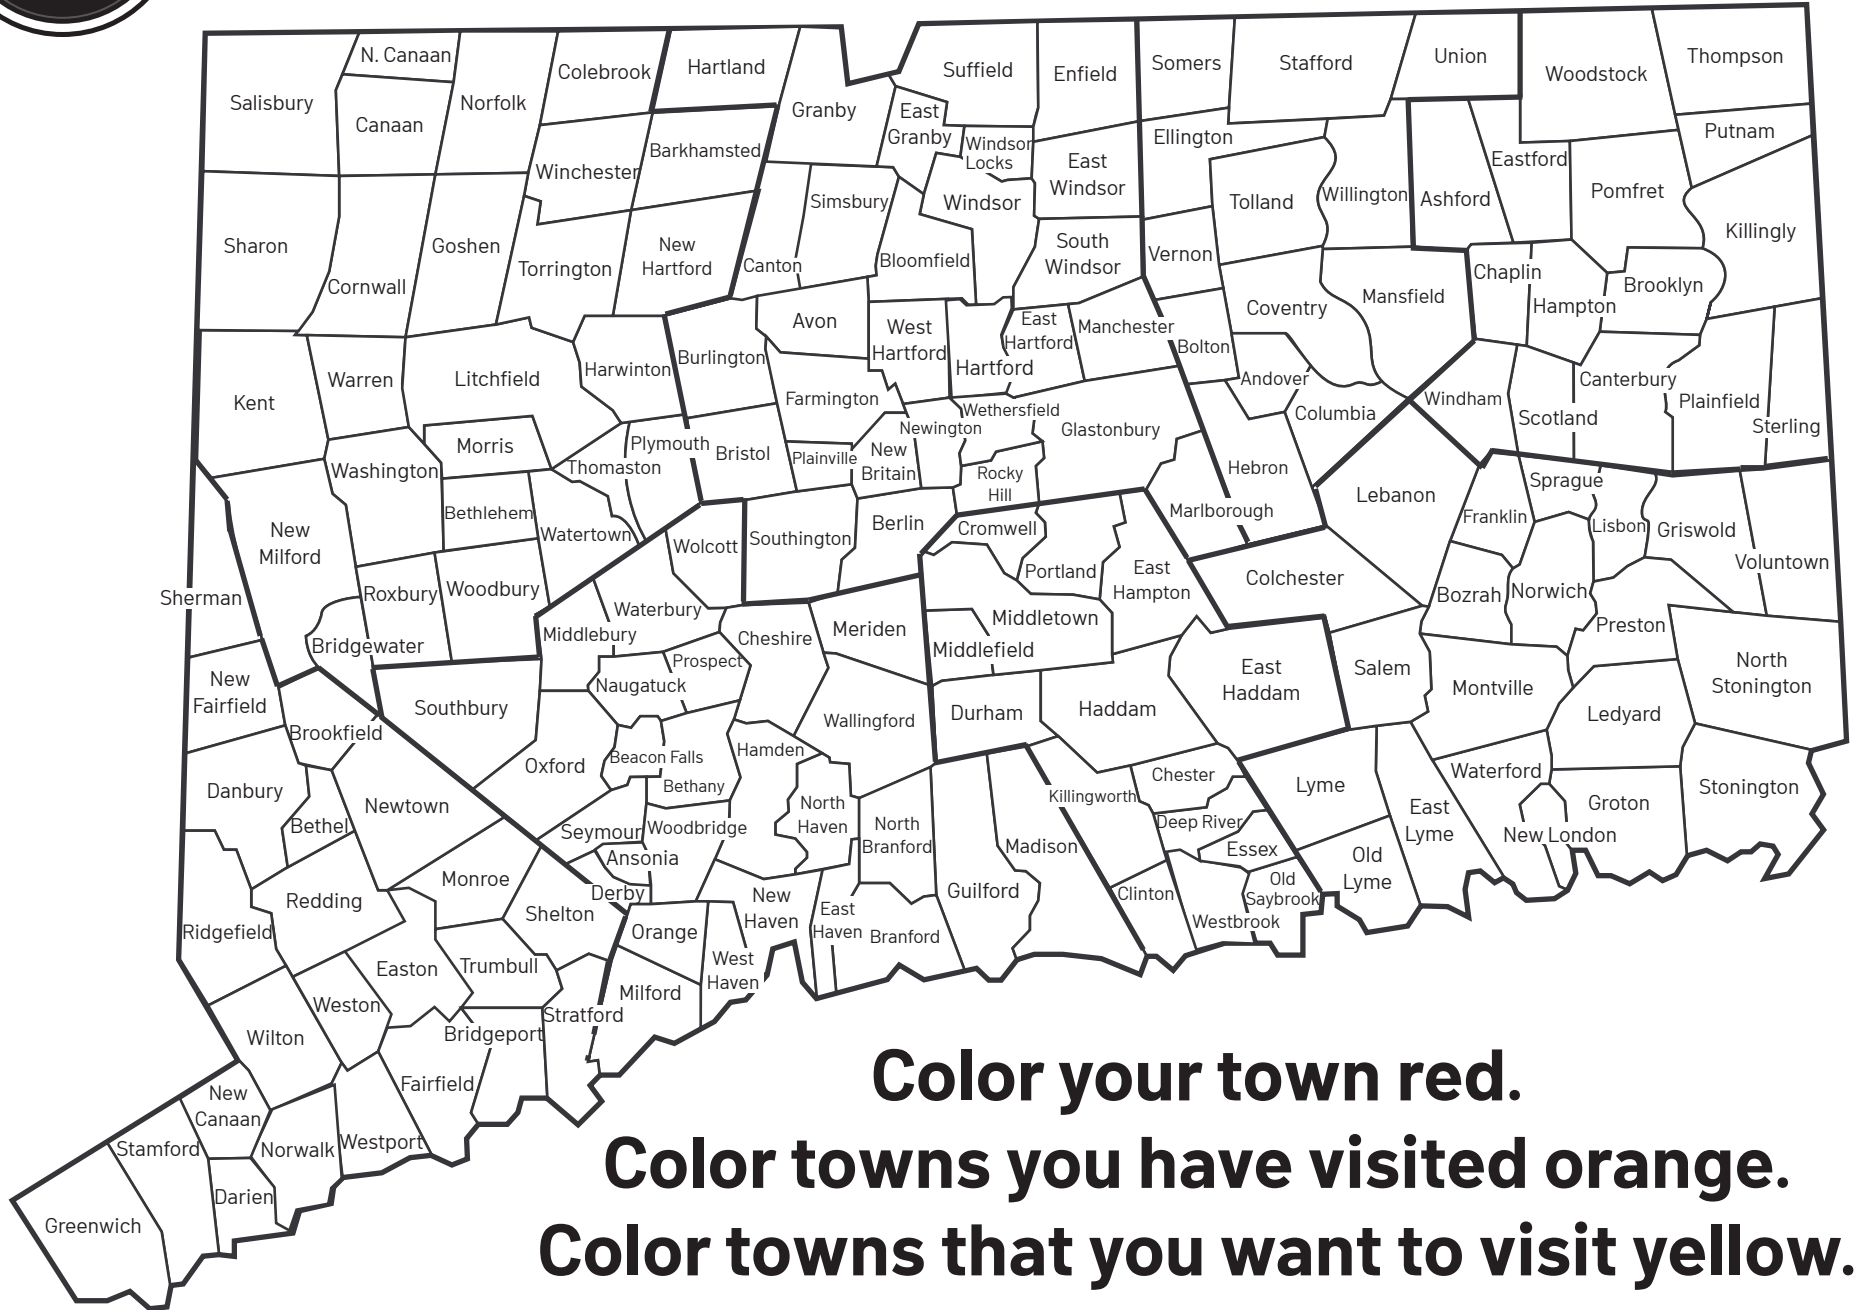 N. Canaan
Colebrook
Hartland
Suffield
Enfield
Somers
Stafford
Union
Woodstock
Thompson
Salisbury
Canaan
Norfolk
Granby
East
Granby
Windsor
Locks
Ellington
Putnam
Winchester
Barkhamsted
East
Windsor
Eastford
Pomfret
Simsbury
Windsor
Tolland
Willington
Ashford
Killingly
Sharon
Cornwall
Goshen
Torrington
New
Hartford
Canton
Bloomfield
South
Windsor
Vernon
Coventry
Mansfield
Chaplin
Hampton
Brooklyn
Avon
West
Hartford
Hartford
East
Hartford
Manchester
Bolton
Kent
Warren
Litchfield
Harwinton
Burlington
Farmington
Newington
Wethersfield
Glastonbury
Andover
Columbia
Windham
Scotland
Canterbury
Plainfield
Sterling
Washington
Morris
Thomaston
Plymouth
Bristol
Plainville
New
Britain
Rocky
Hill
Hebron
Marlborough
Lebanon
Franklin
Sprague
Lisbon
Griswold
Voluntown
New
Milford
Bethlehem
Watertown
Wolcott
Southington
Berlin
Cromwell
Portland
East
Hampton
Colchester
Bozrah
Norwich
Preston
Sherman
Roxbury
Woodbury
Bridgewater
Middlebury
Waterbury
Cheshire
Meriden
Middletown
Middlefield
Prospect
Naugatuck
East
Haddam
Salem
Montville
Ledyard
North
Stonington
New
Fairfield
Brookfield
Southbury
Oxford
Beacon Falls
Bethany
Hamden
Wallingford
Durham
Haddam
Danbury
Bethel
Newtown
Seymour
Woodbridge
North
Haven
North
Branford
Killingworth
Chester
Deep River
Essex
Lyme
East
Lyme
Waterford
New London
Groton
Stonington
Redding
Monroe
Shelton
Ansonia
Derby
Orange
New
Haven
East
Haven
Branford
Guilford
Madison
Clinton
Westbrook
Old
Saybrook
Old
Lyme
Ridgefield
Easton
Trumbull
Stratford
Milford
West
Haven
Weston
Wilton
Bridgeport
Fairfield
New
Canaan
Stamford
Norwalk
Westport
Darien
Greenwich
Color your town red.
Color towns you have visited orange.
Color towns that you want to visit yellow.